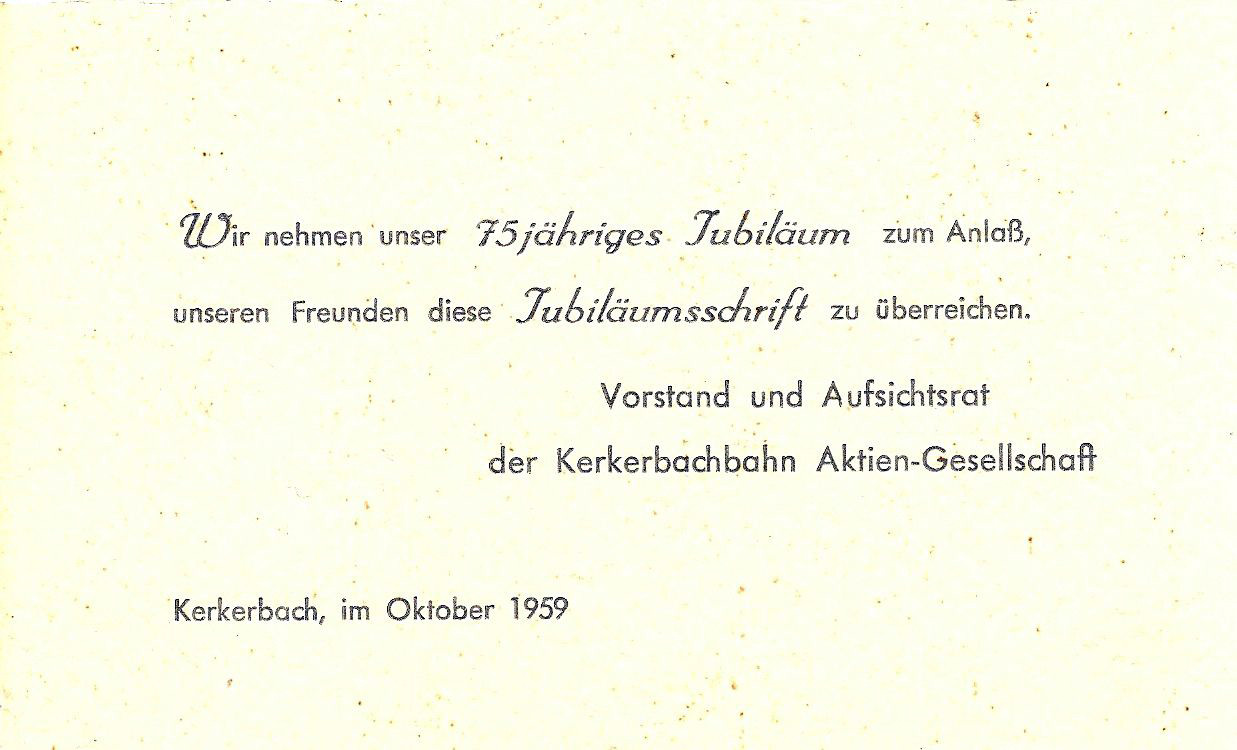 Wir nehmen unser 75jähriges Jubiläum zum Anlaß,
unseren Freunden diese Jubiläumsschrift zu überreichen.
Vorstand und Aufsichtsrat
der Kerkerbachbahn Aktien-Gesellschaft
Kerkerbach, im Oktober 1959